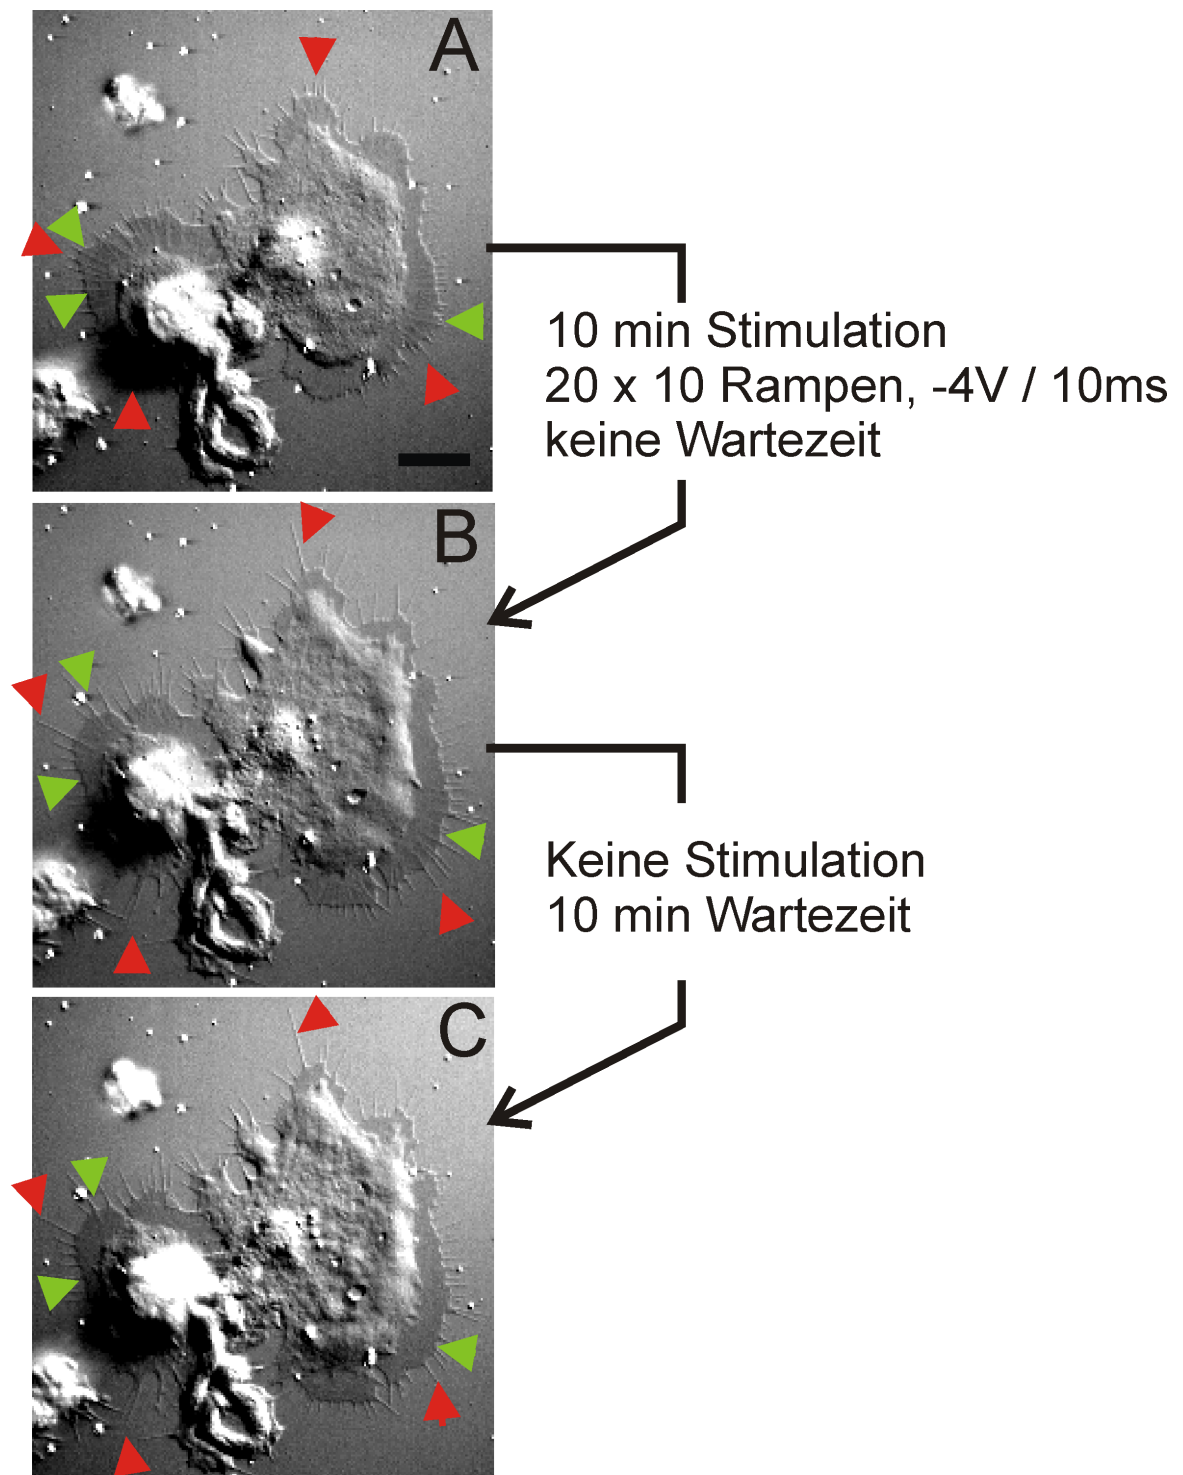 A
10 min Stimulation
20 x 10 Rampen, -4V / 10ms
keine Wartezeit
B
Keine Stimulation
10 min Wartezeit
C